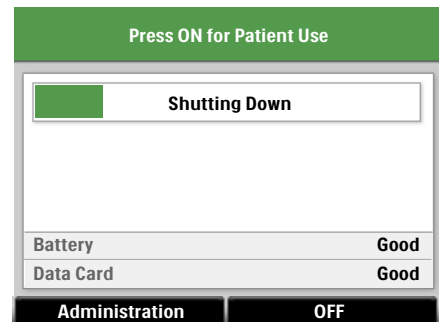 Press ON for Patient Use
Shutting Down
Battery Good
Data Card Good
Administration OFF